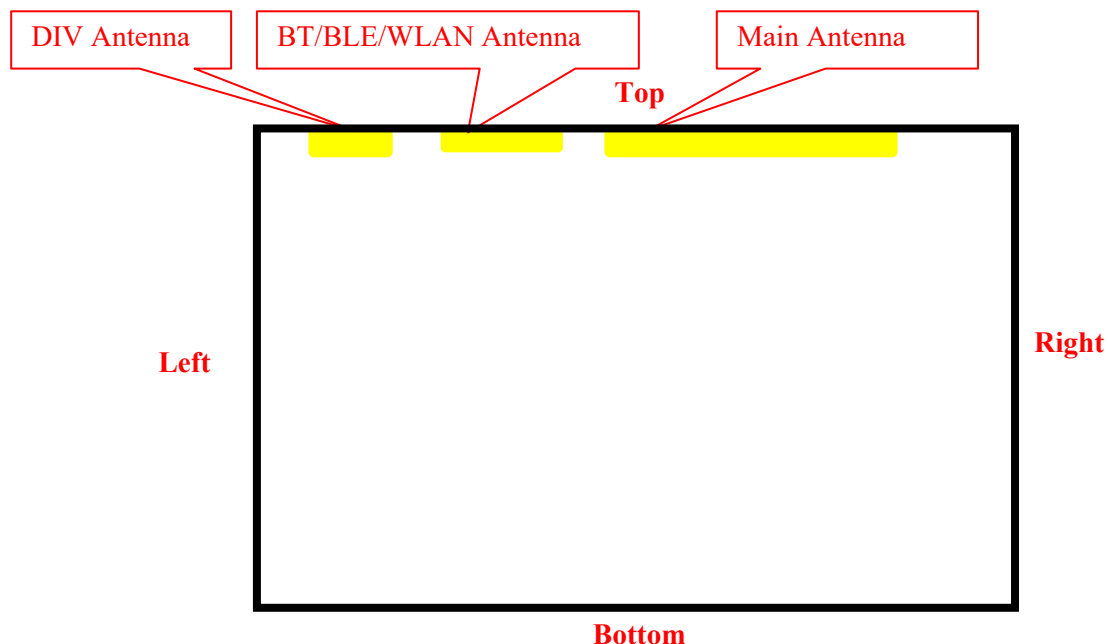 DIV Antenna
BT/BLE/WLAN Antenna
Main Antenna
Top
Left
Right
Bottom